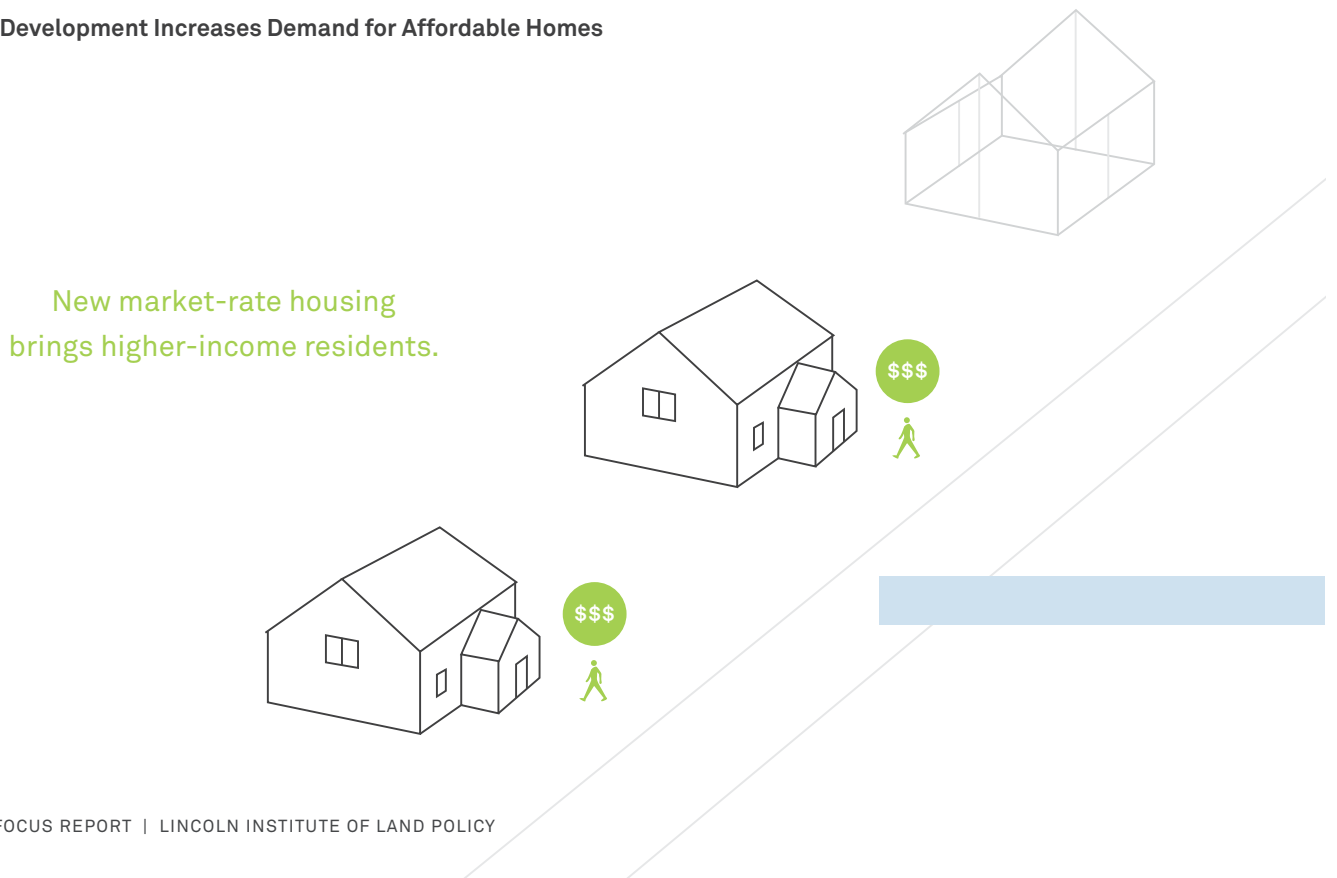 Development Increases Demand for Affordable Homes
New market-rate housing
brings higher-income residents.
$$$
$$$
FOCUS REPORT | LINCOLN INSTITUTE OF LAND POLICY